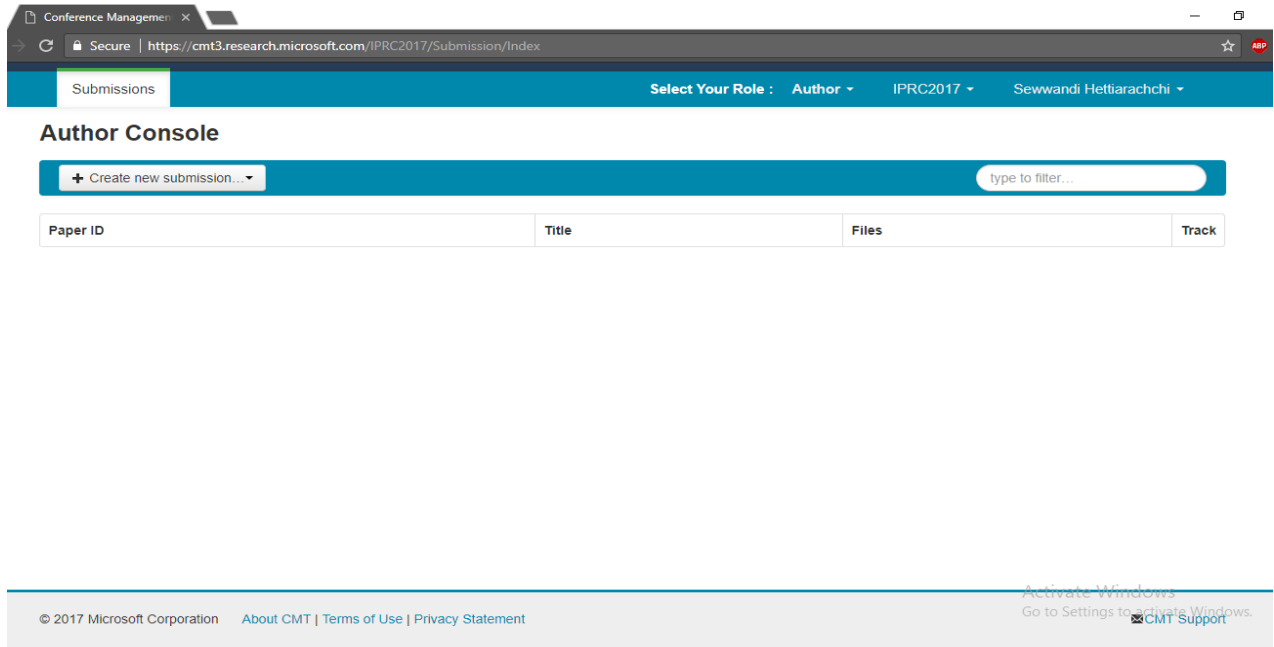 Conference Managemen
Secure | https://cmt3.research.microsoft.com/IPRC2017/Submission/Index
ABP
Submissions
Select Your Role : Author IPRC2017 Sewwandi Hettiarachchi
Author Console
+ Create new submission...
type to filter...
Paper ID Title Files Track
Activate Windows
Go to Settings to activate Windows.
© 2017 Microsoft Corporation About CMT | Terms of Use | Privacy Statement
CMT Support